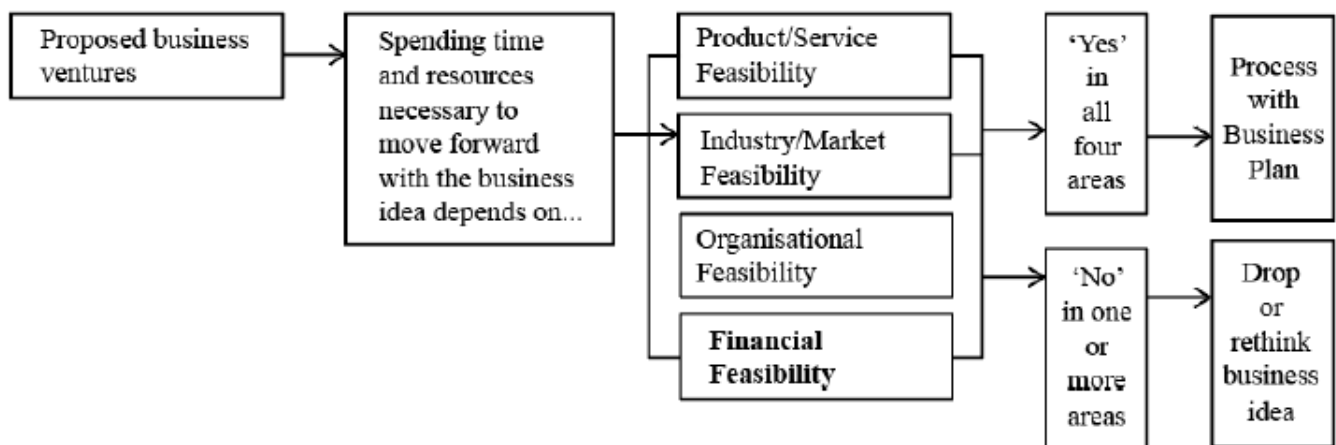 Proposed business
ventures
Spending time
and resources
necessary to
move forward
with the business
idea depends on...
Product/Service
Feasibility
Industry/Market
Feasibility
Organisational
Feasibility
Financial
Feasibility
‘Yes’
in
all
four
areas
Process
with
Business
Plan
‘No’
in one
or
more
areas
Drop
or
rethink
business
idea